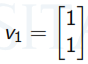 v₁ = [1
1]